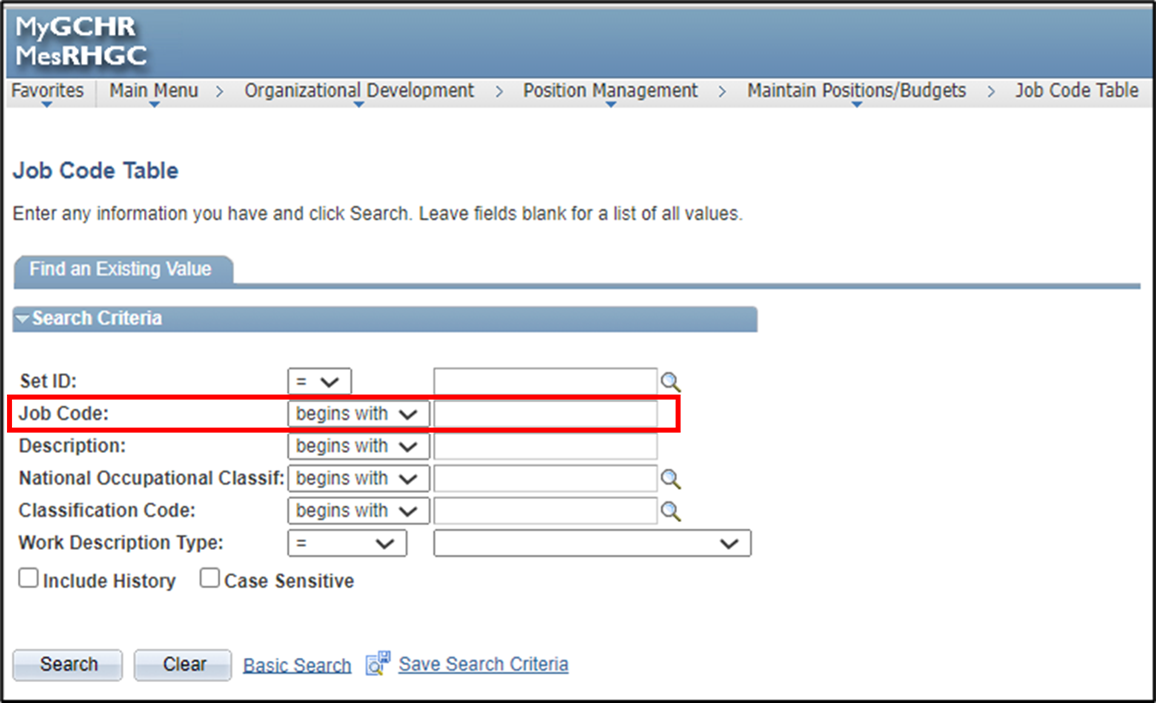 MyGCHR
MesRHGC
Favorites Main Menu > Organizational Development > Position Management > Maintain Positions/Budgets > Job Code Table
Job Code Table
Enter any information you have and click Search. Leave fields blank for a list of all values.
Find an Existing Value
Search Criteria
Set ID: =
Job Code: begins with
Description: begins with
National Occupational Classif: begins with
Classification Code: begins with
Work Description Type: =
Include History Case Sensitive
Search Clear Basic Search Save Search Criteria